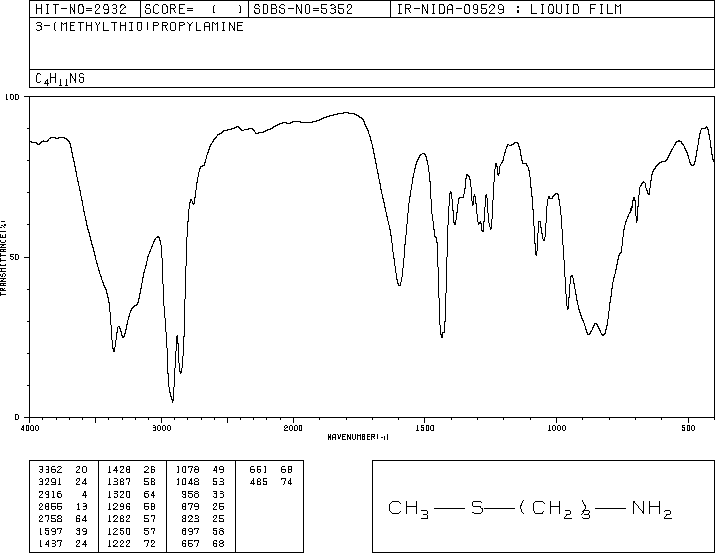 HIT-NO=2932 SCORE= ( ) SDBS-NO=5352 IR-NIDA-09529 : LIQUID FILM
3-(METHYLTHIO)PROPYLAMINE
C4H11NS
100
50
0
TRANSMITTANCE(%)
4000 3000 2000 1500 1000 500
WAVENUMBER(-1)
3362 20 1428 26 1078 49 661 68
3291 24 1387 58 1048 53 485 74
2916 4 1320 64 958 33
2855 13 1296 58 879 25
2758 64 1282 57 823 25
1597 39 1250 57 697 58
1437 24 1222 72 657 68
CH3—S—(CH2)3—NH2